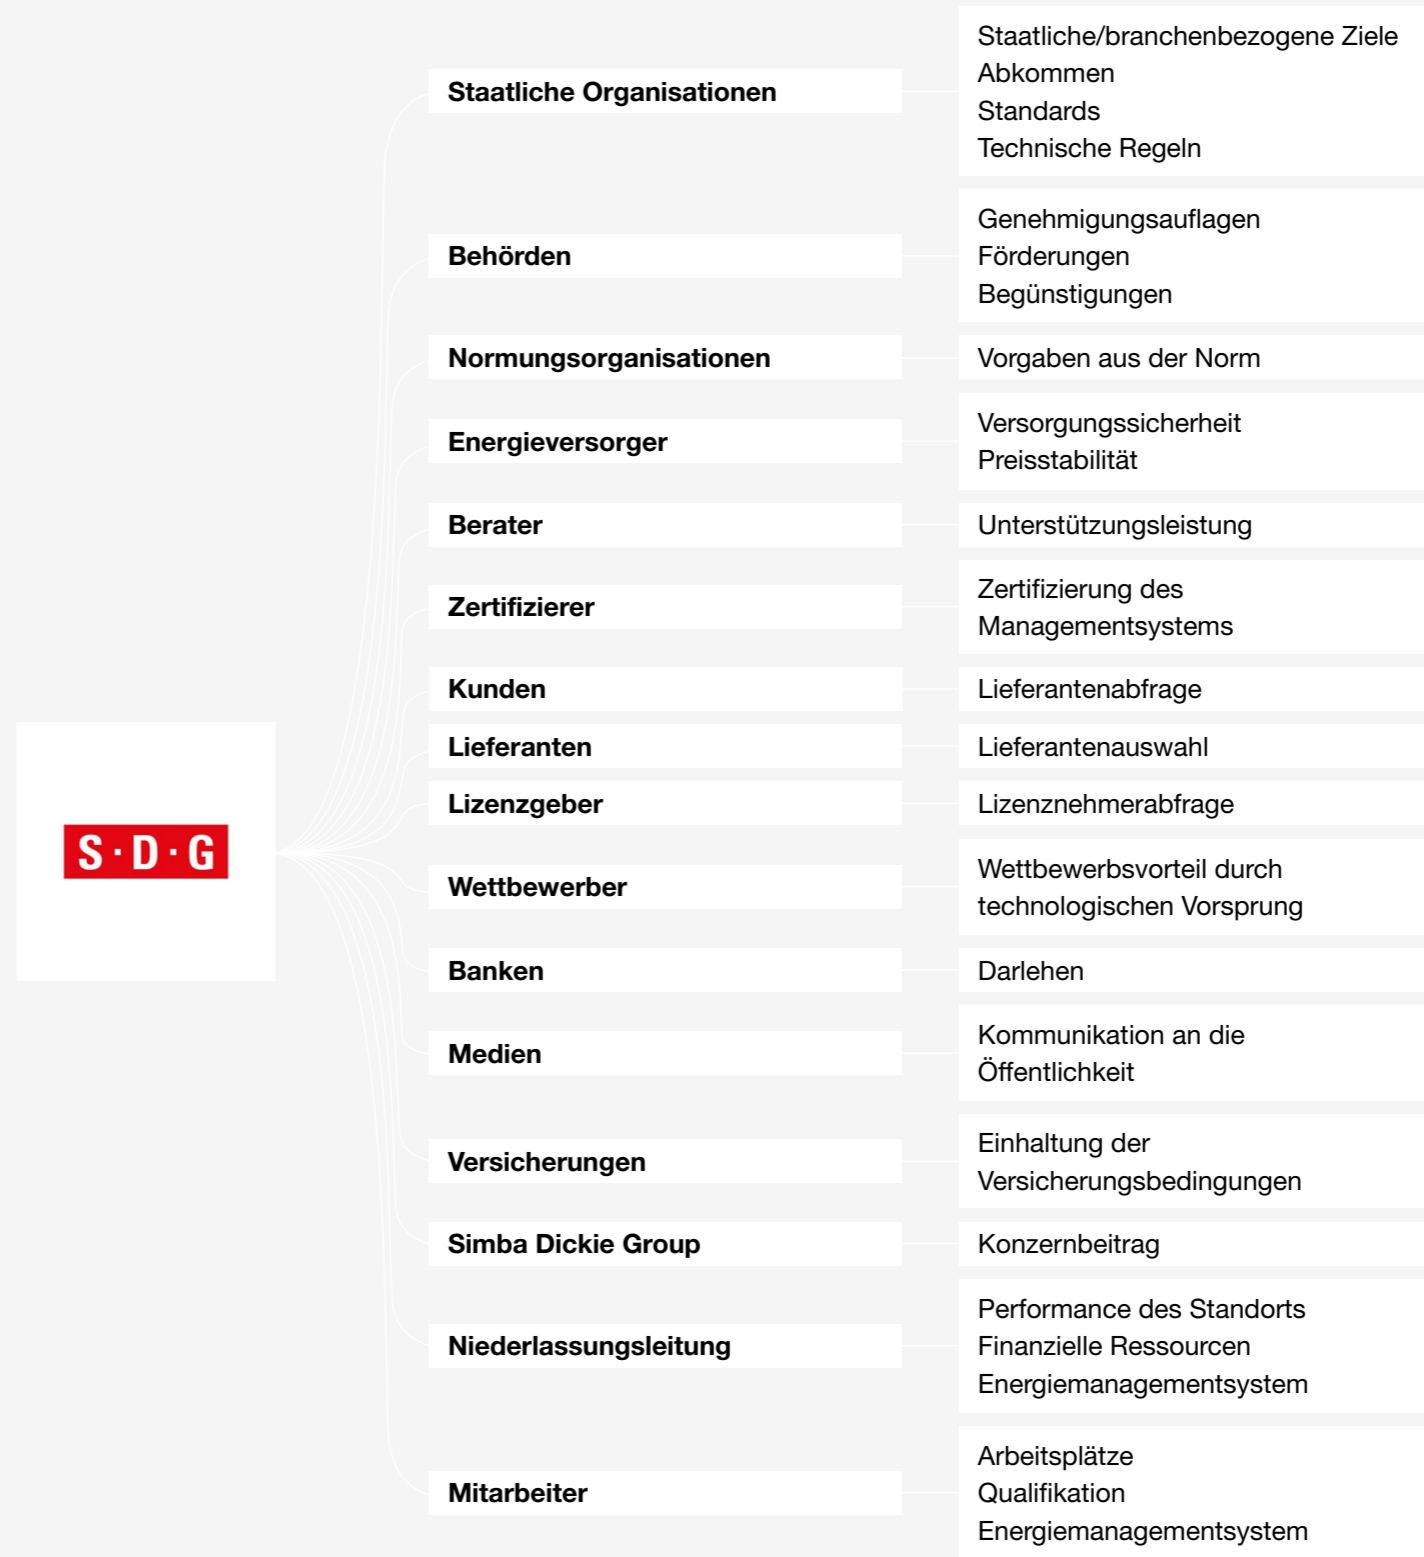 S·D·G
Staatliche Organisationen
Staatliche/branchenbezogene Ziele
Abkommen
Standards
Technische Regeln
Behörden
Genehmigungsauflagen
Förderungen
Begünstigungen
Normungsorganisationen
Vorgaben aus der Norm
Energieversorger
Versorgungssicherheit
Preisstabilität
Berater
Unterstützungsleistung
Zertifizierer
Zertifizierung des
Managementsystems
Kunden
Lieferantenabfrage
Lieferanten
Lieferantenauswahl
Lizenzgeber
Lizenznehmerabfrage
Wettbewerber
Wettbewerbsvorteil durch
technologischen Vorsprung
Banken
Darlehen
Medien
Kommunikation an die
Öffentlichkeit
Versicherungen
Einhaltung der
Versicherungsbedingungen
Simba Dickie Group
Konzernbeitrag
Niederlassungsleitung
Performance des Standorts
Finanzielle Ressourcen
Energiemanagementsystem
Mitarbeiter
Arbeitsplätze
Qualifikation
Energiemanagementsystem